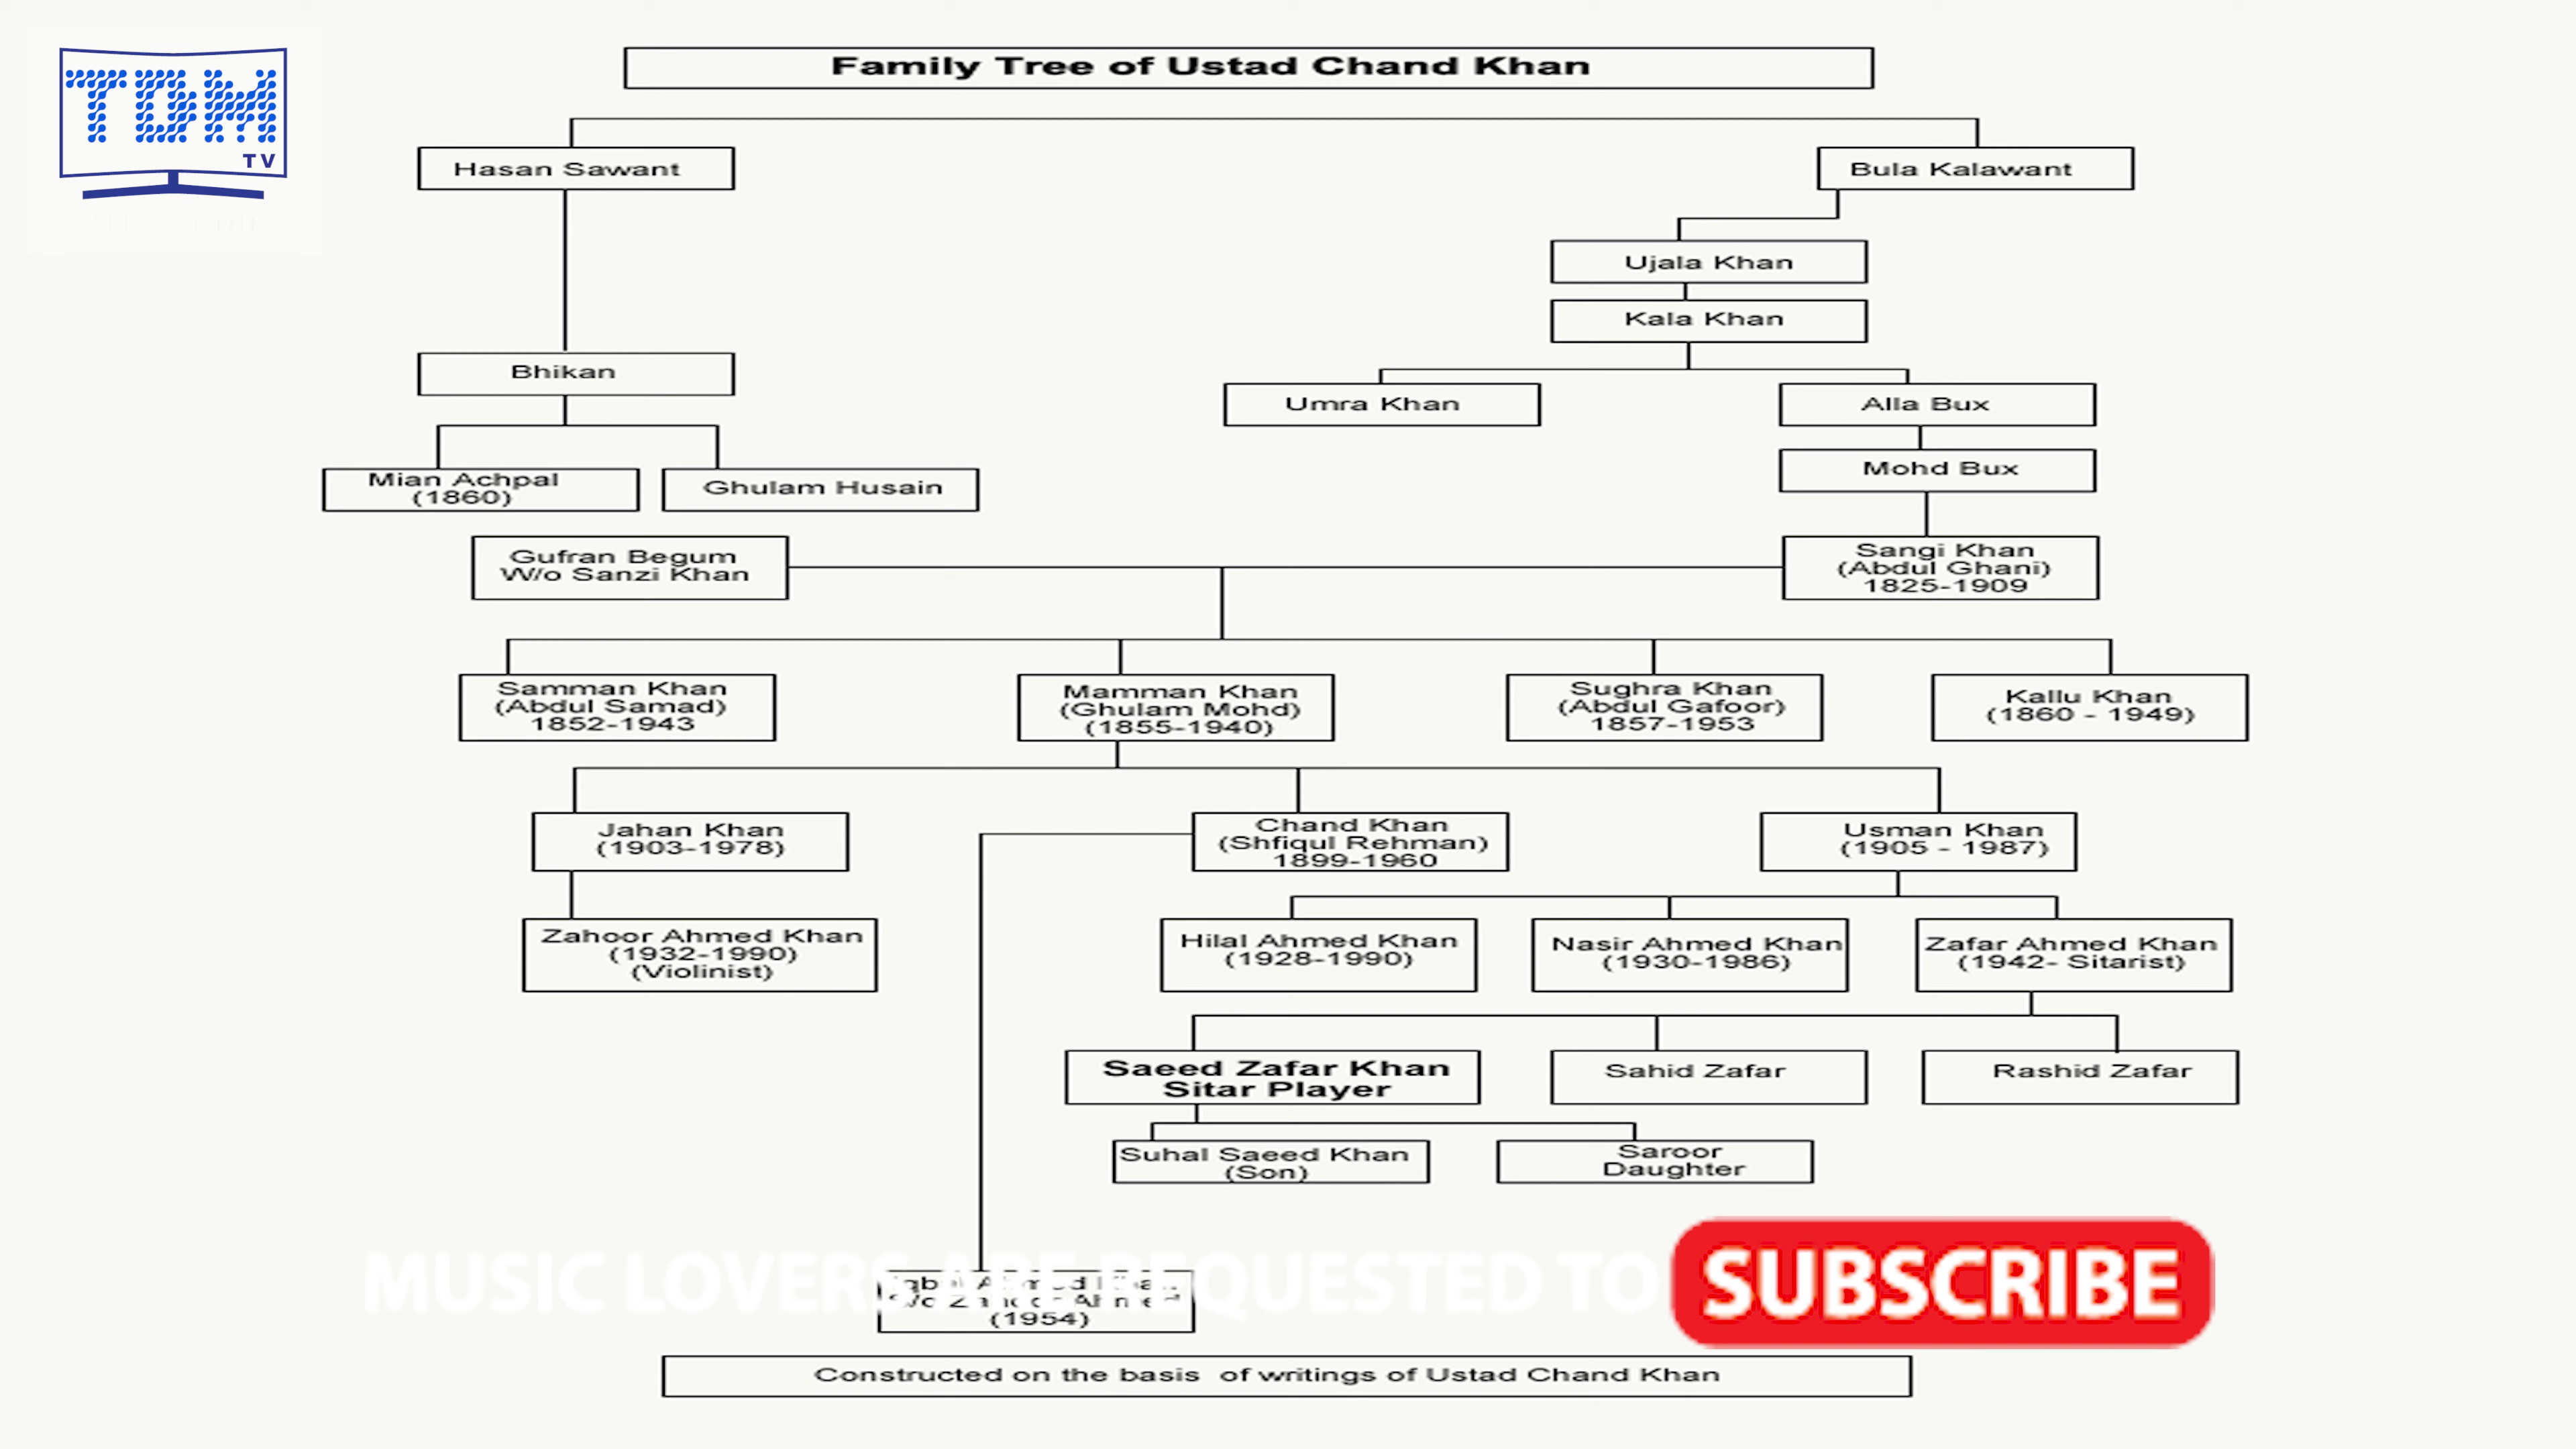 TDM
TV
Family Tree of Ustad Chand Khan
Hasan Sawant
Bula Kalawant
Ujala Khan
Kala Khan
Bhikan
Umra Khan
Alla Bux
Mohd Bux
Mian Achpal
(1860)
Ghulam Husain
Gufran Begum
W/o Sanzi Khan
Sangi Khan
(Abdul Ghani)
1825-1909
Samman Khan
(Abdul Samad)
1852-1943
Mamman Khan
(Ghulam Mohd)
(1855-1940)
Sughra Khan
(Abdul Gafoor)
1857-1953
Kallu Khan
(1860 - 1949)
Jahan Khan
(1903-1978)
Chand Khan
(Shfiqul Rehman)
1899-1960
Usman Khan
(1905 - 1987)
Zahoor Ahmed Khan
(1932-1990)
(Violinist)
Hilal Ahmed Khan
(1928-1990)
Nasir Ahmed Khan
(1930-1986)
Zafar Ahmed Khan
(1942- Sitarist)
Saeed Zafar Khan
Sitar Player
Sahid Zafar
Rashid Zafar
Suhal Saeed Khan
(Son)
Saroor
Daughter
MUSIC LOVERS ARE REQUESTED TO
SUBSCRIBE
(1954)
Constructed on the basis of writings of Ustad Chand Khan